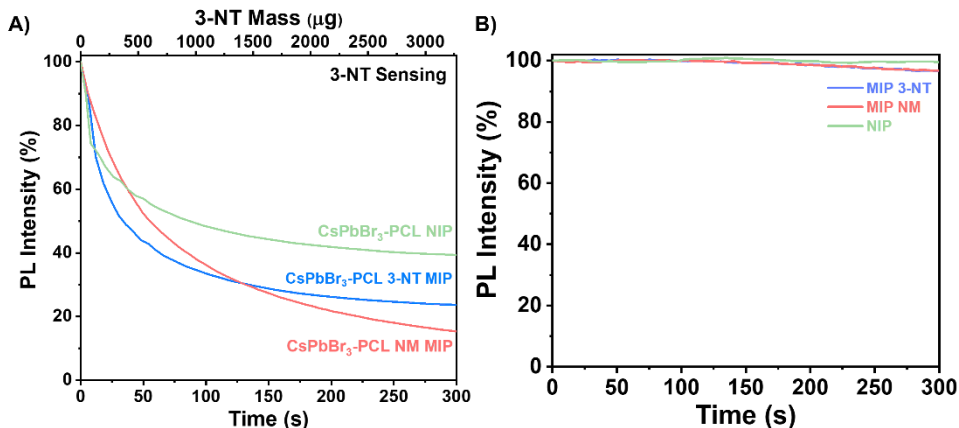 A)
3-NT Mass (μg)
0 500 1000 1500 2000 2500 3000
3-NT Sensing
100
80
60
40
20
0
PL Intensity (%)
CsPbBr₃-PCL NIP
CsPbBr₃-PCL 3-NT MIP
CsPbBr₃-PCL NM MIP
0 50 100 150 200 250 300
Time (s)
B)
100
80
60
40
20
0
PL Intensity (%)
MIP 3-NT
MIP NM
NIP
0 50 100 150 200 250 300
Time (s)